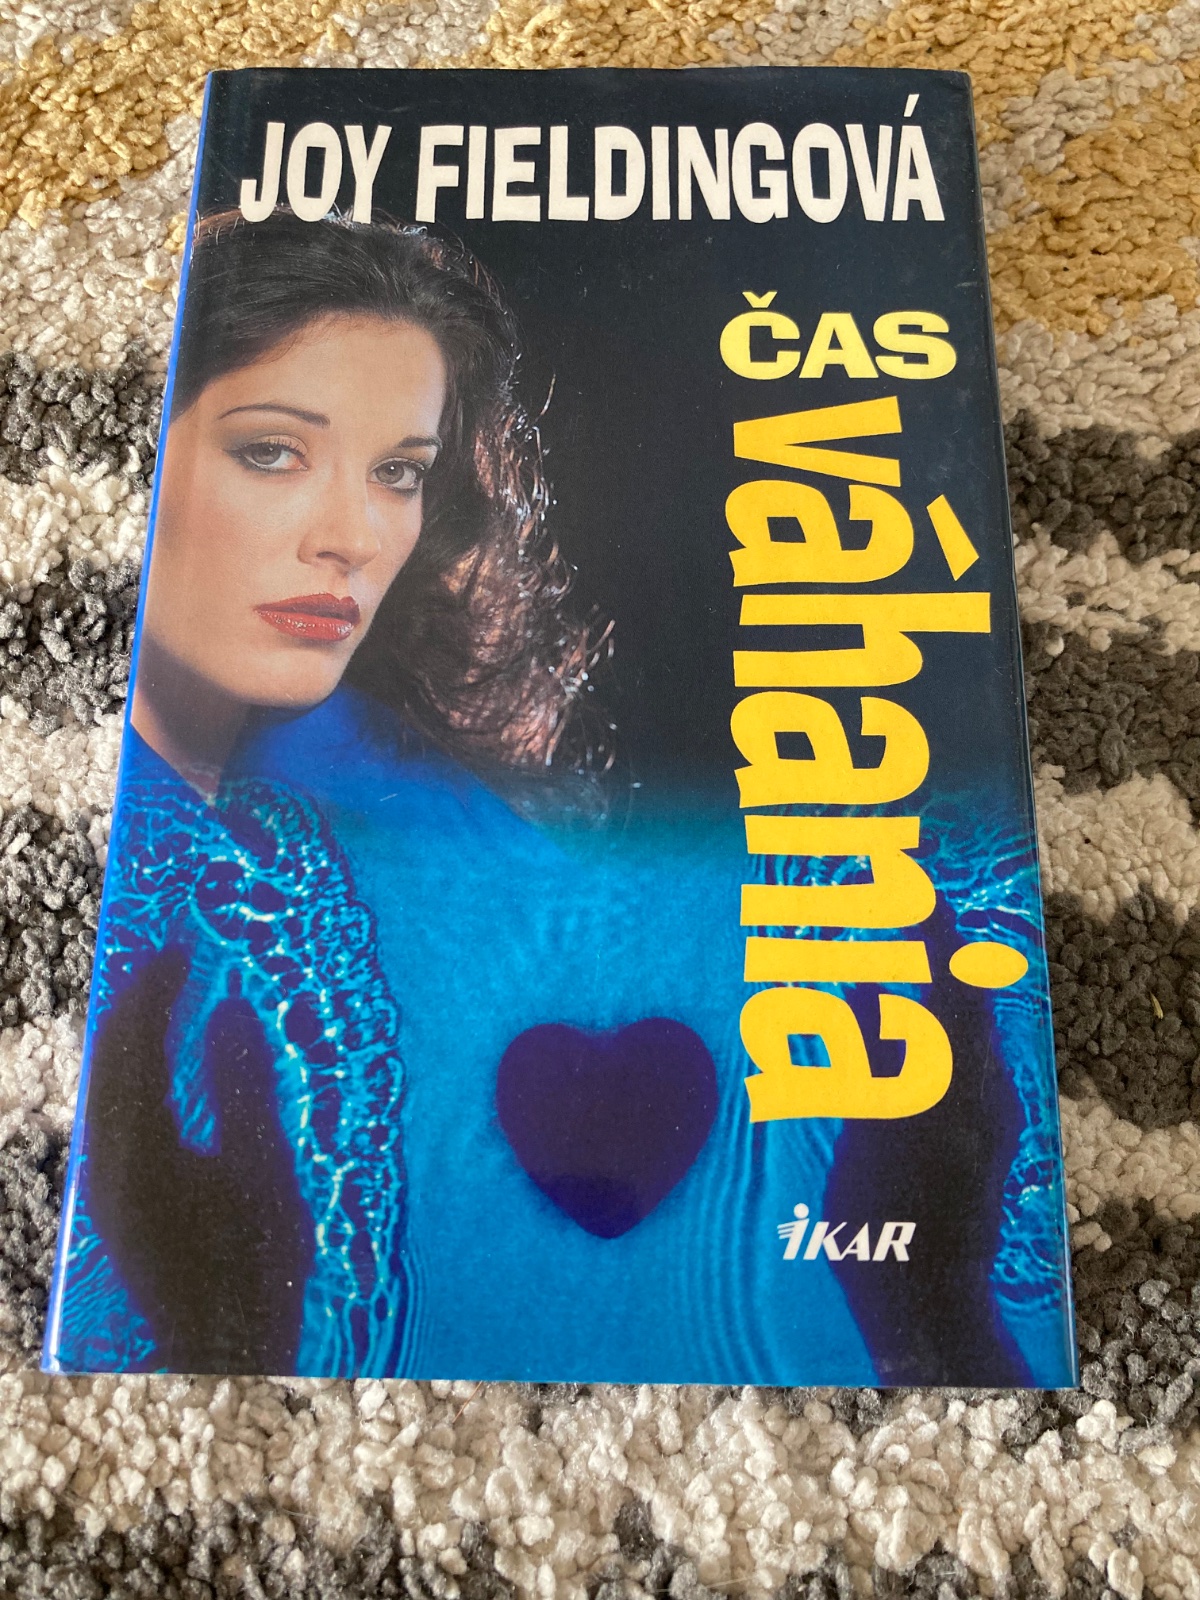 JOY FIELDINGOVÁ
ČAS
váhania
iKAR